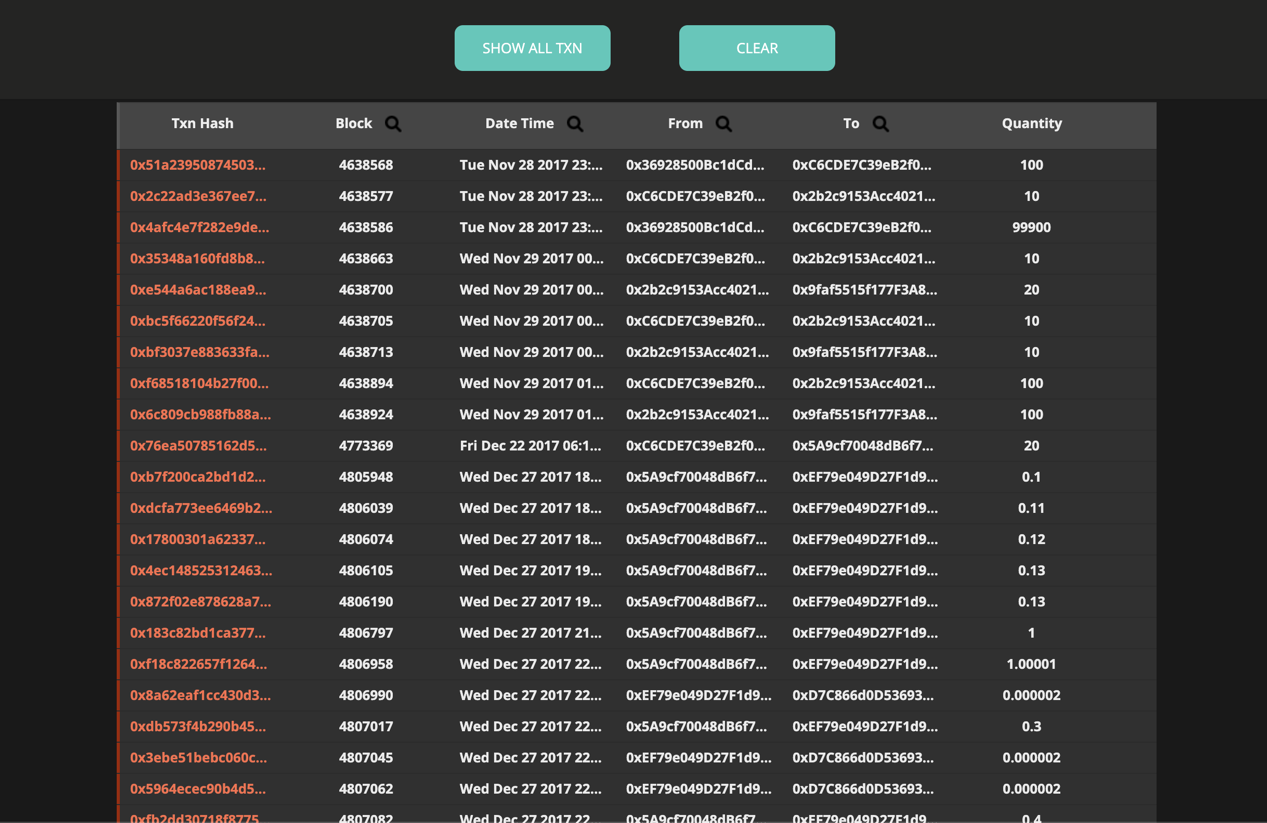 SHOW ALL TXN CLEAR
Txn Hash Block Date Time From To Quantity
0x51a23950874503... 4638568 Tue Nov 28 2017 23:... 0x36928500Bc1dCd... 0xC6CDE7C39eB2f0... 100
0x2c22ad3e367ee7... 4638577 Tue Nov 28 2017 23:... 0xC6CDE7C39eB2f0... 0x2b2c9153Acc4021... 10
0x4afc4e7f282e9de... 4638586 Tue Nov 28 2017 23:... 0x36928500Bc1dCd... 0xC6CDE7C39eB2f0... 99900
0x35348a160fd8b8... 4638663 Wed Nov 29 2017 00... 0xC6CDE7C39eB2f0... 0x2b2c9153Acc4021... 10
0xe544a6ac188ea9... 4638700 Wed Nov 29 2017 00... 0x2b2c9153Acc4021... 0x9faf5515f177F3A8... 20
0xbc5f66220f56f24... 4638705 Wed Nov 29 2017 00... 0xC6CDE7C39eB2f0... 0x2b2c9153Acc4021... 10
0xbf3037e883633fa... 4638713 Wed Nov 29 2017 00... 0x2b2c9153Acc4021... 0x9faf5515f177F3A8... 10
0xf68518104b27f00... 4638894 Wed Nov 29 2017 01... 0xC6CDE7C39eB2f0... 0x2b2c9153Acc4021... 100
0x6c809cb988fb88a... 4638924 Wed Nov 29 2017 01... 0x2b2c9153Acc4021... 0x9faf5515f177F3A8... 100
0x76ea50785162d5... 4773369 Fri Dec 22 2017 06:1... 0xC6CDE7C39eB2f0... 0x5A9cf70048dB6f7... 20
0xb7f200ca2bd1d2... 4805948 Wed Dec 27 2017 18... 0x5A9cf70048dB6f7... 0xEF79e049D27F1d9... 0.1
0xdcfa773ee6469b2... 4806039 Wed Dec 27 2017 18... 0x5A9cf70048dB6f7... 0xEF79e049D27F1d9... 0.11
0x17800301a62337... 4806074 Wed Dec 27 2017 18... 0x5A9cf70048dB6f7... 0xEF79e049D27F1d9... 0.12
0x4ec148525312463... 4806105 Wed Dec 27 2017 19... 0x5A9cf70048dB6f7... 0xEF79e049D27F1d9... 0.13
0x872f02e878628a7... 4806190 Wed Dec 27 2017 19... 0x5A9cf70048dB6f7... 0xEF79e049D27F1d9... 0.13
0x183c82bd1ca377... 4806797 Wed Dec 27 2017 21... 0x5A9cf70048dB6f7... 0xEF79e049D27F1d9... 1
0xf18c822657f1264... 4806958 Wed Dec 27 2017 22... 0x5A9cf70048dB6f7... 0xEF79e049D27F1d9... 1.00001
0x8a62eaf1cc430d3... 4806990 Wed Dec 27 2017 22... 0xEF79e049D27F1d9... 0xD7C866d0D53693... 0.000002
0xdb573f4b290b45... 4807017 Wed Dec 27 2017 22... 0x5A9cf70048dB6f7... 0xEF79e049D27F1d9... 0.3
0x3ebe51bebc060c... 4807045 Wed Dec 27 2017 22... 0xEF79e049D27F1d9... 0xD7C866d0D53693... 0.000002
0x5964ecec90b4d5... 4807062 Wed Dec 27 2017 22... 0xEF79e049D27F1d9... 0xD7C866d0D53693... 0.000002
0xfb2dd30718f8775... 4807082 Wed Dec 27 2017 22... 0x5A9cf70048dB6f7... 0xEF79e049D27F1d9... 0.4